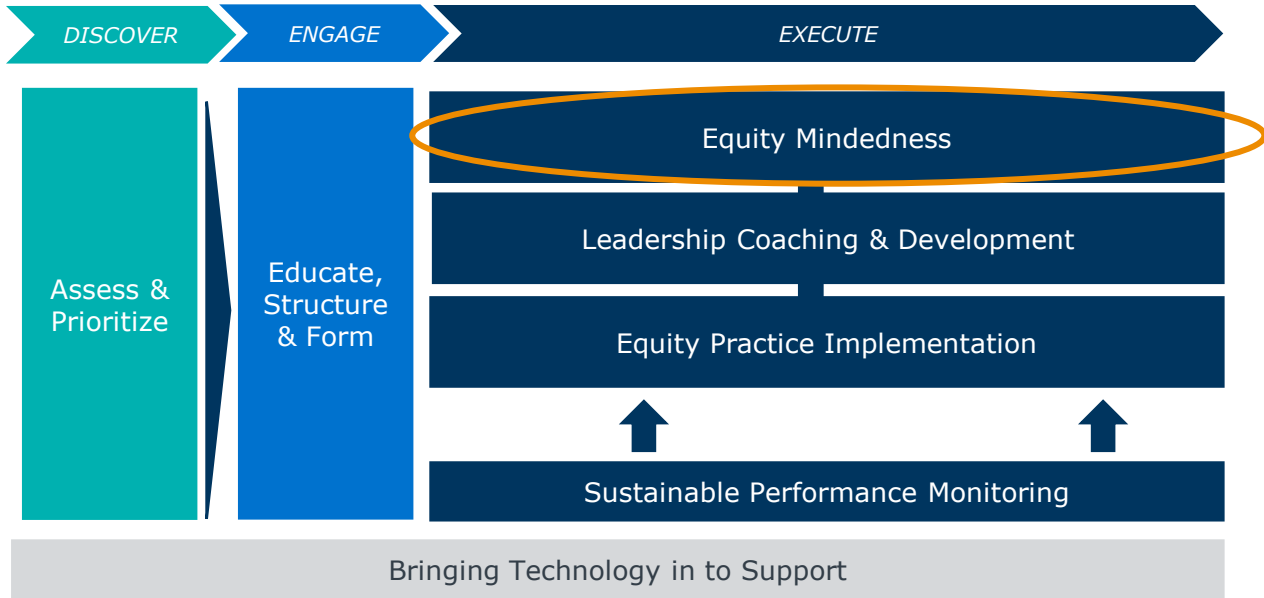 DISCOVER
ENGAGE
EXECUTE
Assess &
Prioritize
Educate,
Structure
& Form
Equity Mindedness
Leadership Coaching & Development
Equity Practice Implementation
Sustainable Performance Monitoring
Bringing Technology in to Support